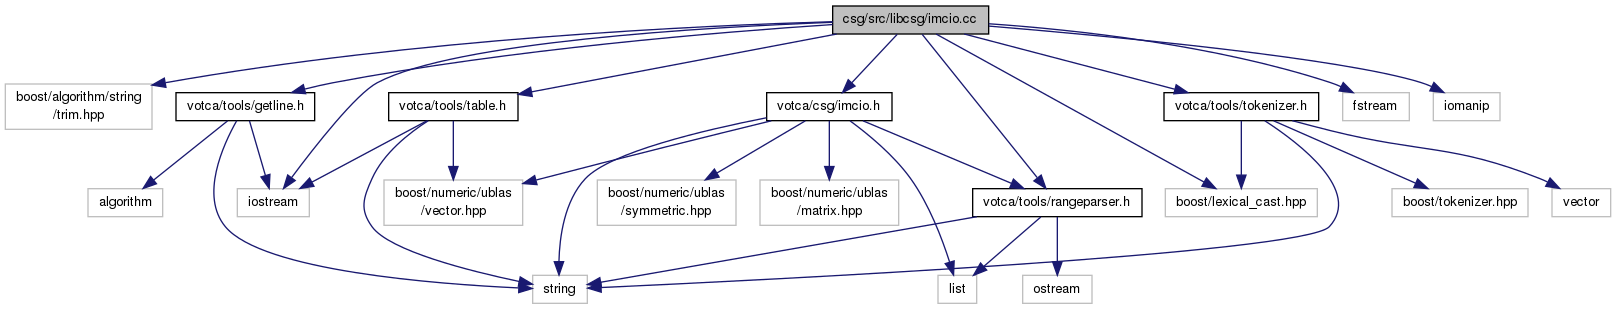 csg/src/libcsg/imcio.cc
boost/algorithm/string
/trim.hpp
votca/tools/getline.h
votca/tools/table.h
votca/csg/imcio.h
votca/tools/tokenizer.h
fstream
iomanip
algorithm
iostream
boost/numeric/ublas
/vector.hpp
boost/numeric/ublas
/symmetric.hpp
boost/numeric/ublas
/matrix.hpp
votca/tools/rangeparser.h
boost/lexical_cast.hpp
boost/tokenizer.hpp
vector
string
list
ostream